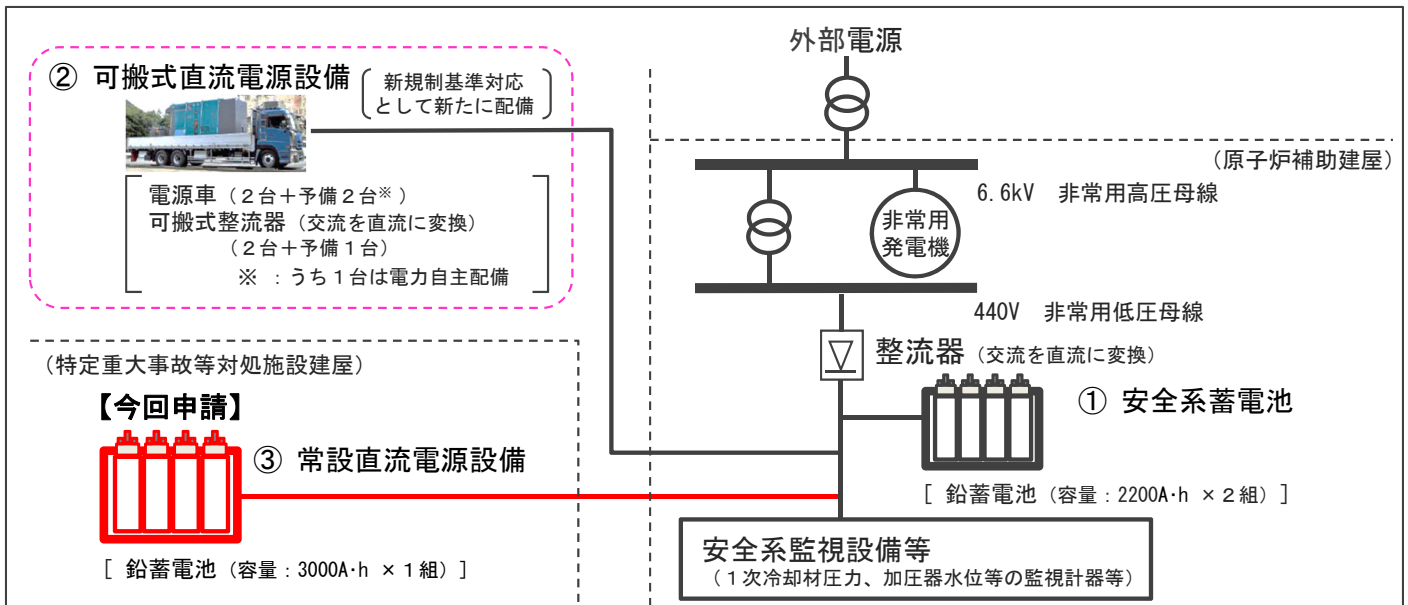 ② 可搬式直流電源設備
新規制基準対応
として新たに配備
電源車（２台＋予備２台※）
可搬式整流器（交流を直流に変換）
（２台＋予備１台）
※ ：うち１台は電力自主配備
（特定重大事故等対処施設建屋）
【今回申請】
③ 常設直流電源設備
[ 鉛蓄電池（容量：3000A･h ×１組）]
外部電源
（原子炉補助建屋）
6.6kV 非常用高圧母線
非常用
発電機
440V 非常用低圧母線
整流器（交流を直流に変換）
① 安全系蓄電池
[ 鉛蓄電池（容量：2200A･h ×２組）]
安全系監視設備等
（１次冷却材圧力、加圧器水位等の監視計器等）